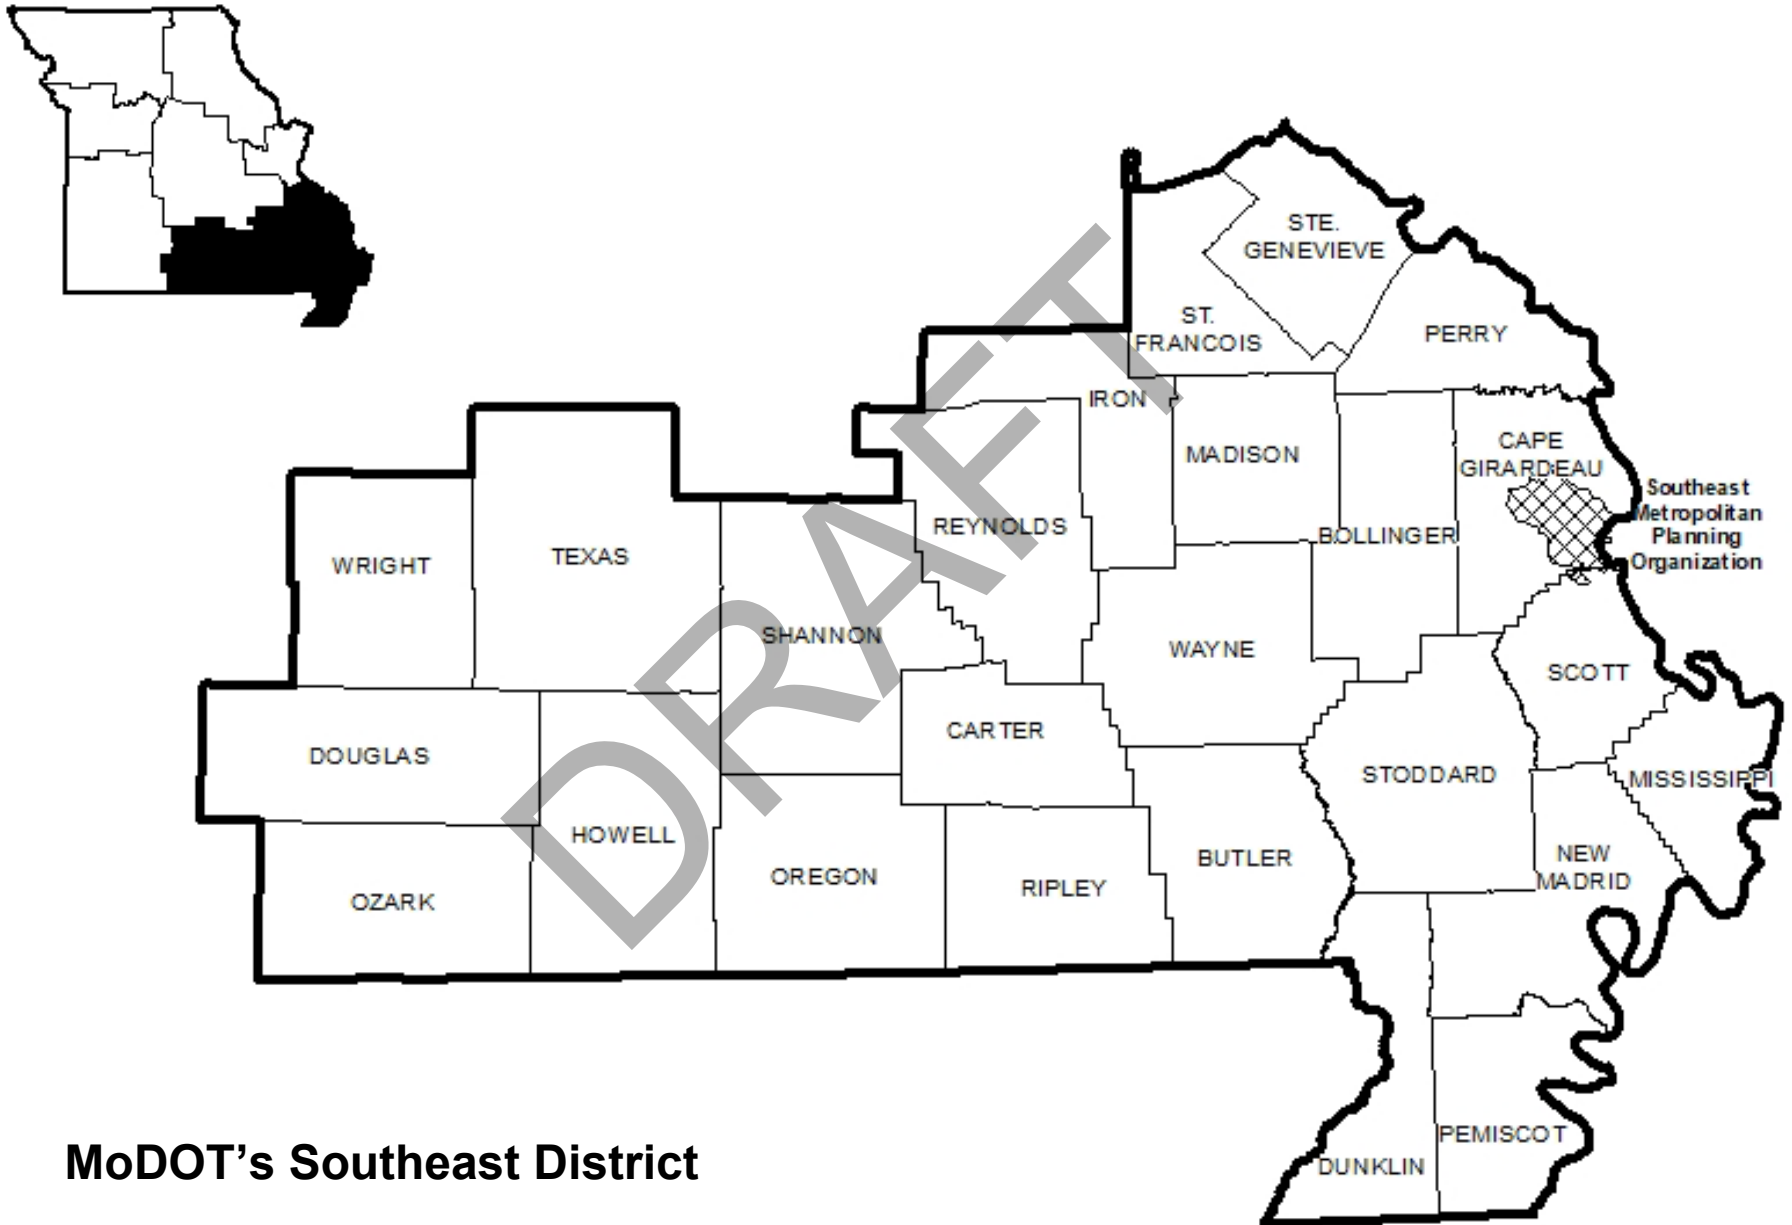 STE.
GENEVIEVE
ST.
FRANCOIS
PERRY
IRON
MADISON
CAPE
GIRARDEAU
Southeast
Metropolitan
Planning
Organization
BOLLINGER
REYNOLDS
TEXAS
WRIGHT
SHANNON
WAYNE
SCOTT
CARTER
DOUGLAS
STODDARD
MISSISSIPPI
HOWELL
NEW
MADRID
BUTLER
OREGON
RIPLEY
OZARK
DRAFT
PEMISCOT
DUNKLIN
MoDOT’s Southeast District